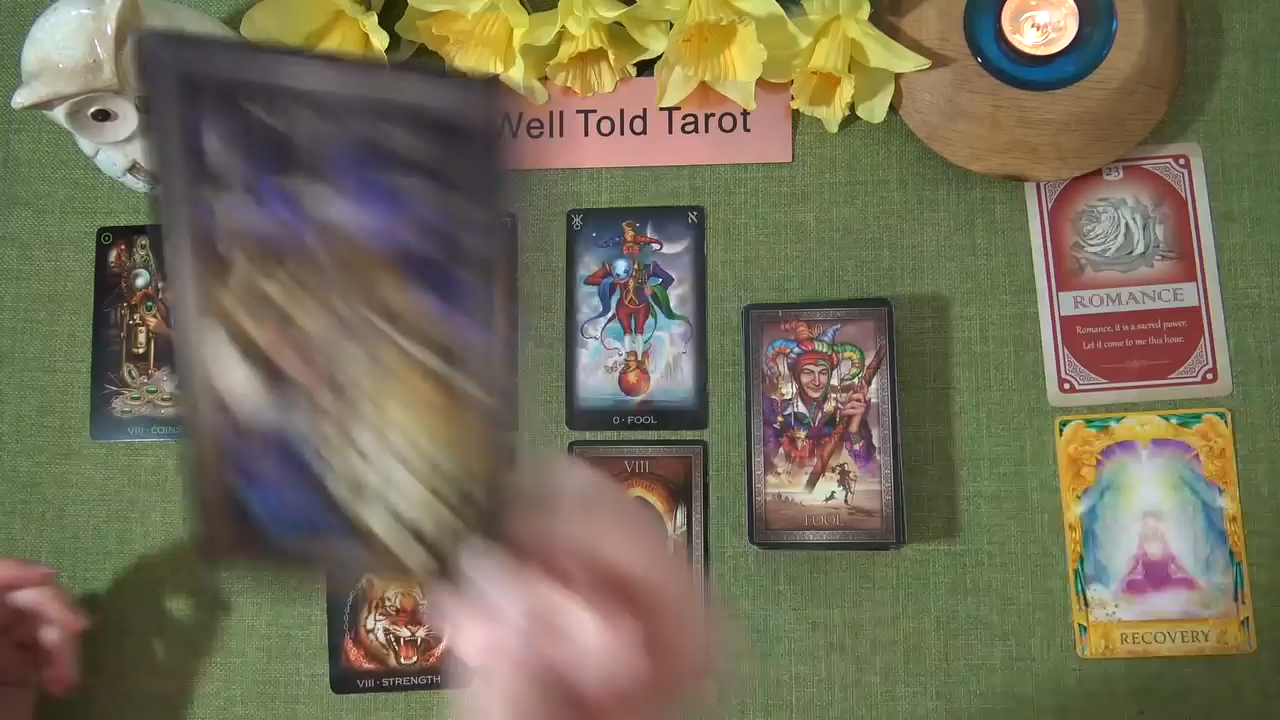 Well Told Tarot
23
ROMANCE
Romance, it is a sacred power.
Let it come to me this hour.
VIII · COINS
0 · FOOL
0
FOOL
VIII
VIII · STRENGTH
RECOVERY